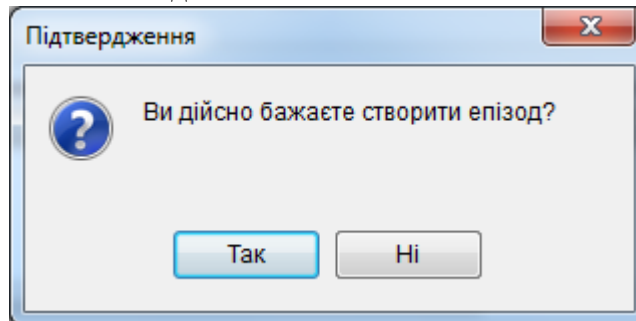 Підтвердження
Ви дійсно бажаєте створити епізод?
Так Ні